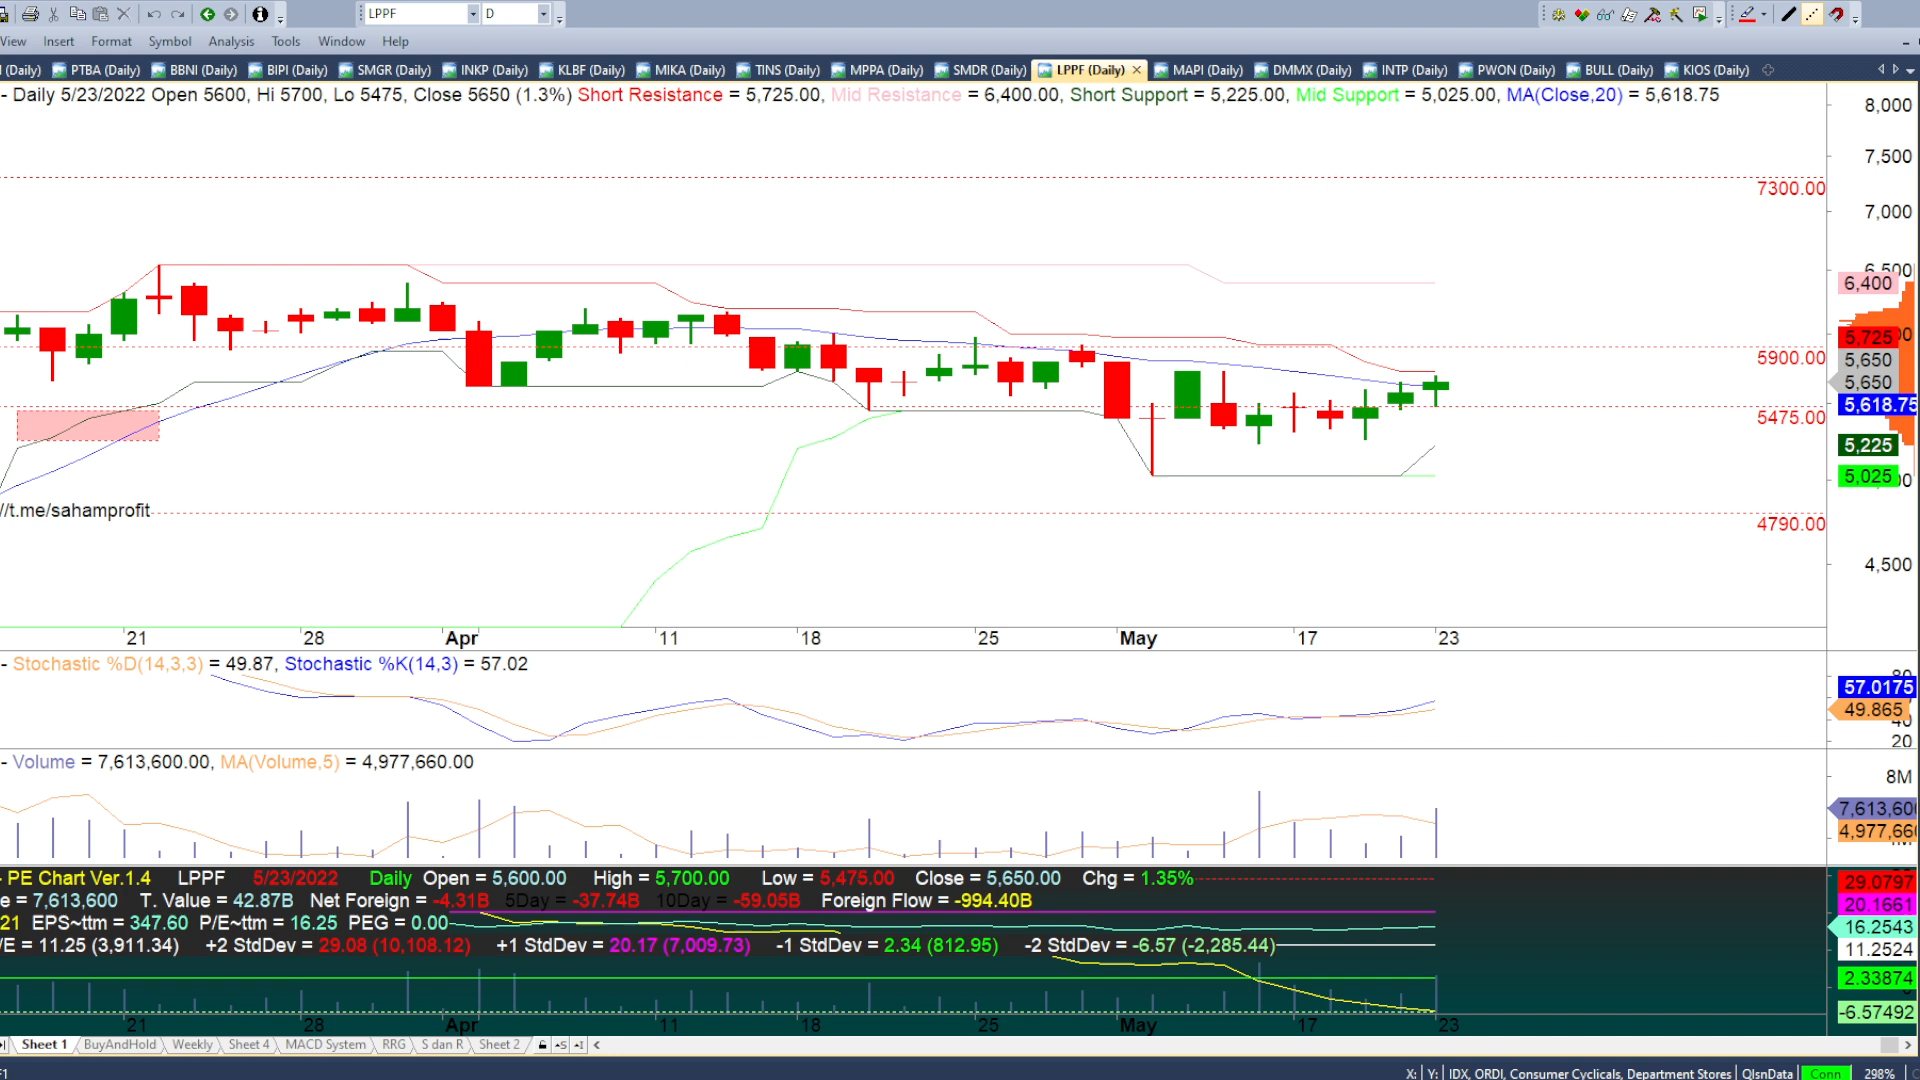 LPPF D
View Insert Format Symbol Analysis Tools Window Help
(Daily) PTBA (Daily) BBNI (Daily) BIPI (Daily) SMGR (Daily) INKP (Daily) KLBF (Daily) MIKA (Daily) TINS (Daily) MPPA (Daily) SMDR (Daily) LPPF (Daily) MAPI (Daily) DMMX (Daily) INTP (Daily) PWON (Daily) BULL (Daily) KIOS (Daily)
- Daily 5/23/2022 Open 5600, Hi 5700, Lo 5475, Close 5650 (1.3%) Short Resistance = 5,725.00, Mid Resistance = 6,400.00, Short Support = 5,225.00, Mid Support = 5,025.00, MA(Close,20) = 5,618.75
8,000
7,500
7300.00
7,000
6,500
6,400
5,725
5900.00
5,650
5,650
5,618.75
5475.00
5,225
5,025
//t.me/sahamprofit
4790.00
4,500
21 28 Apr 11 18 25 May 17 23
- Stochastic %D(14,3,3) = 49.87, Stochastic %K(14,3) = 57.02
80
57.0175
49.865
40
20
- Volume = 7,613,600.00, MA(Volume,5) = 4,977,660.00
8M
7,613,600
4,977,660
- PE Chart Ver.1.4 LPPF 5/23/2022 Daily Open = 5,600.00 High = 5,700.00 Low = 5,475.00 Close = 5,650.00 Chg = 1.35%
29.0797
e = 7,613,600 T. Value = 42.87B Net Foreign = -4.31B 5Day = -37.74B 10Day = -59.05B Foreign Flow = -994.40B
20.1661
21 EPS~ttm = 347.60 P/E~ttm = 16.25 PEG = 0.00
16.2543
/E = 11.25 (3,911.34) +2 StdDev = 29.08 (10,108.12) +1 StdDev = 20.17 (7,009.73) -1 StdDev = 2.34 (812.95) -2 StdDev = -6.57 (-2,285.44)
11.2524
2.33874
-6.57492
21 28 Apr 11 18 25 May 17 23
Sheet 1 BuyAndHold Weekly Sheet 4 MACD System RRG S dan R Sheet 2
F1 X: Y: IDX, ORDI, Consumer Cyclicals, Department Stores QlsnData Conn 298%